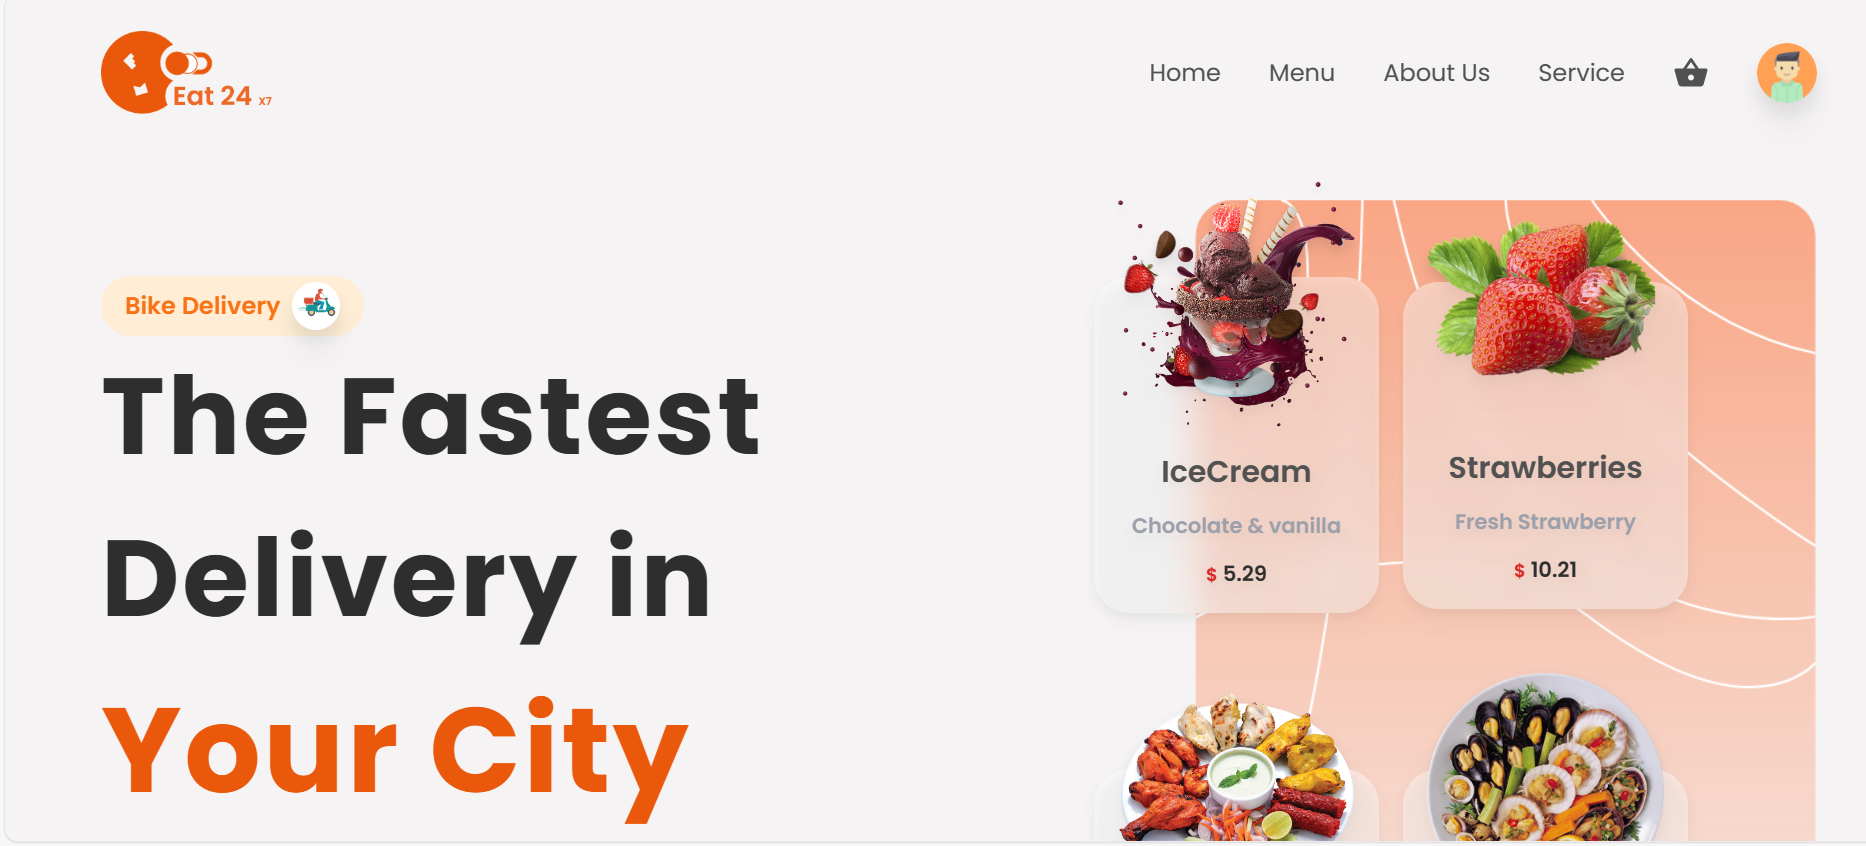 Eat 24 X7
Home
Menu
About Us
Service
Bike Delivery
The Fastest
Delivery in
Your City
IceCream
Chocolate & vanilla
$ 5.29
Strawberries
Fresh Strawberry
$ 10.21